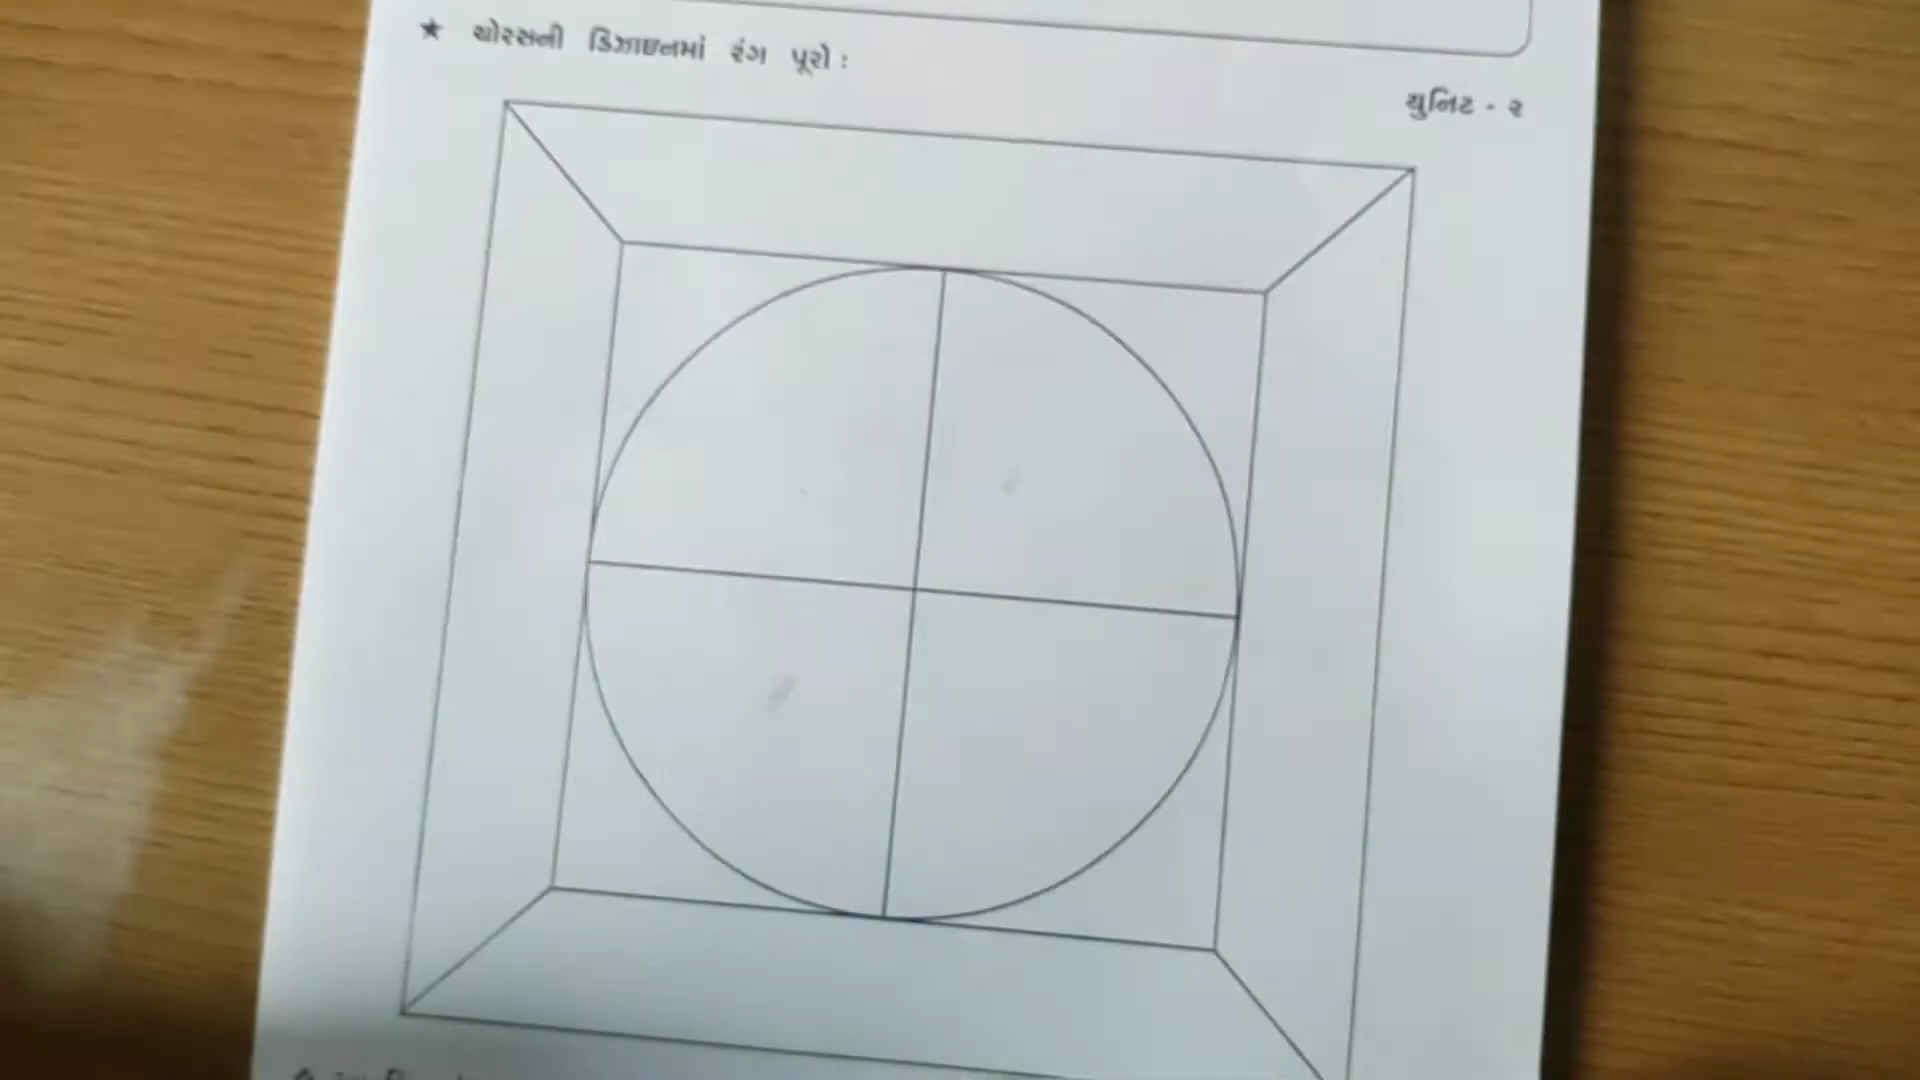 ★ ચોરસની ડિઝાઇનમાં રંગ પૂરો :
યુનિટ - ૨